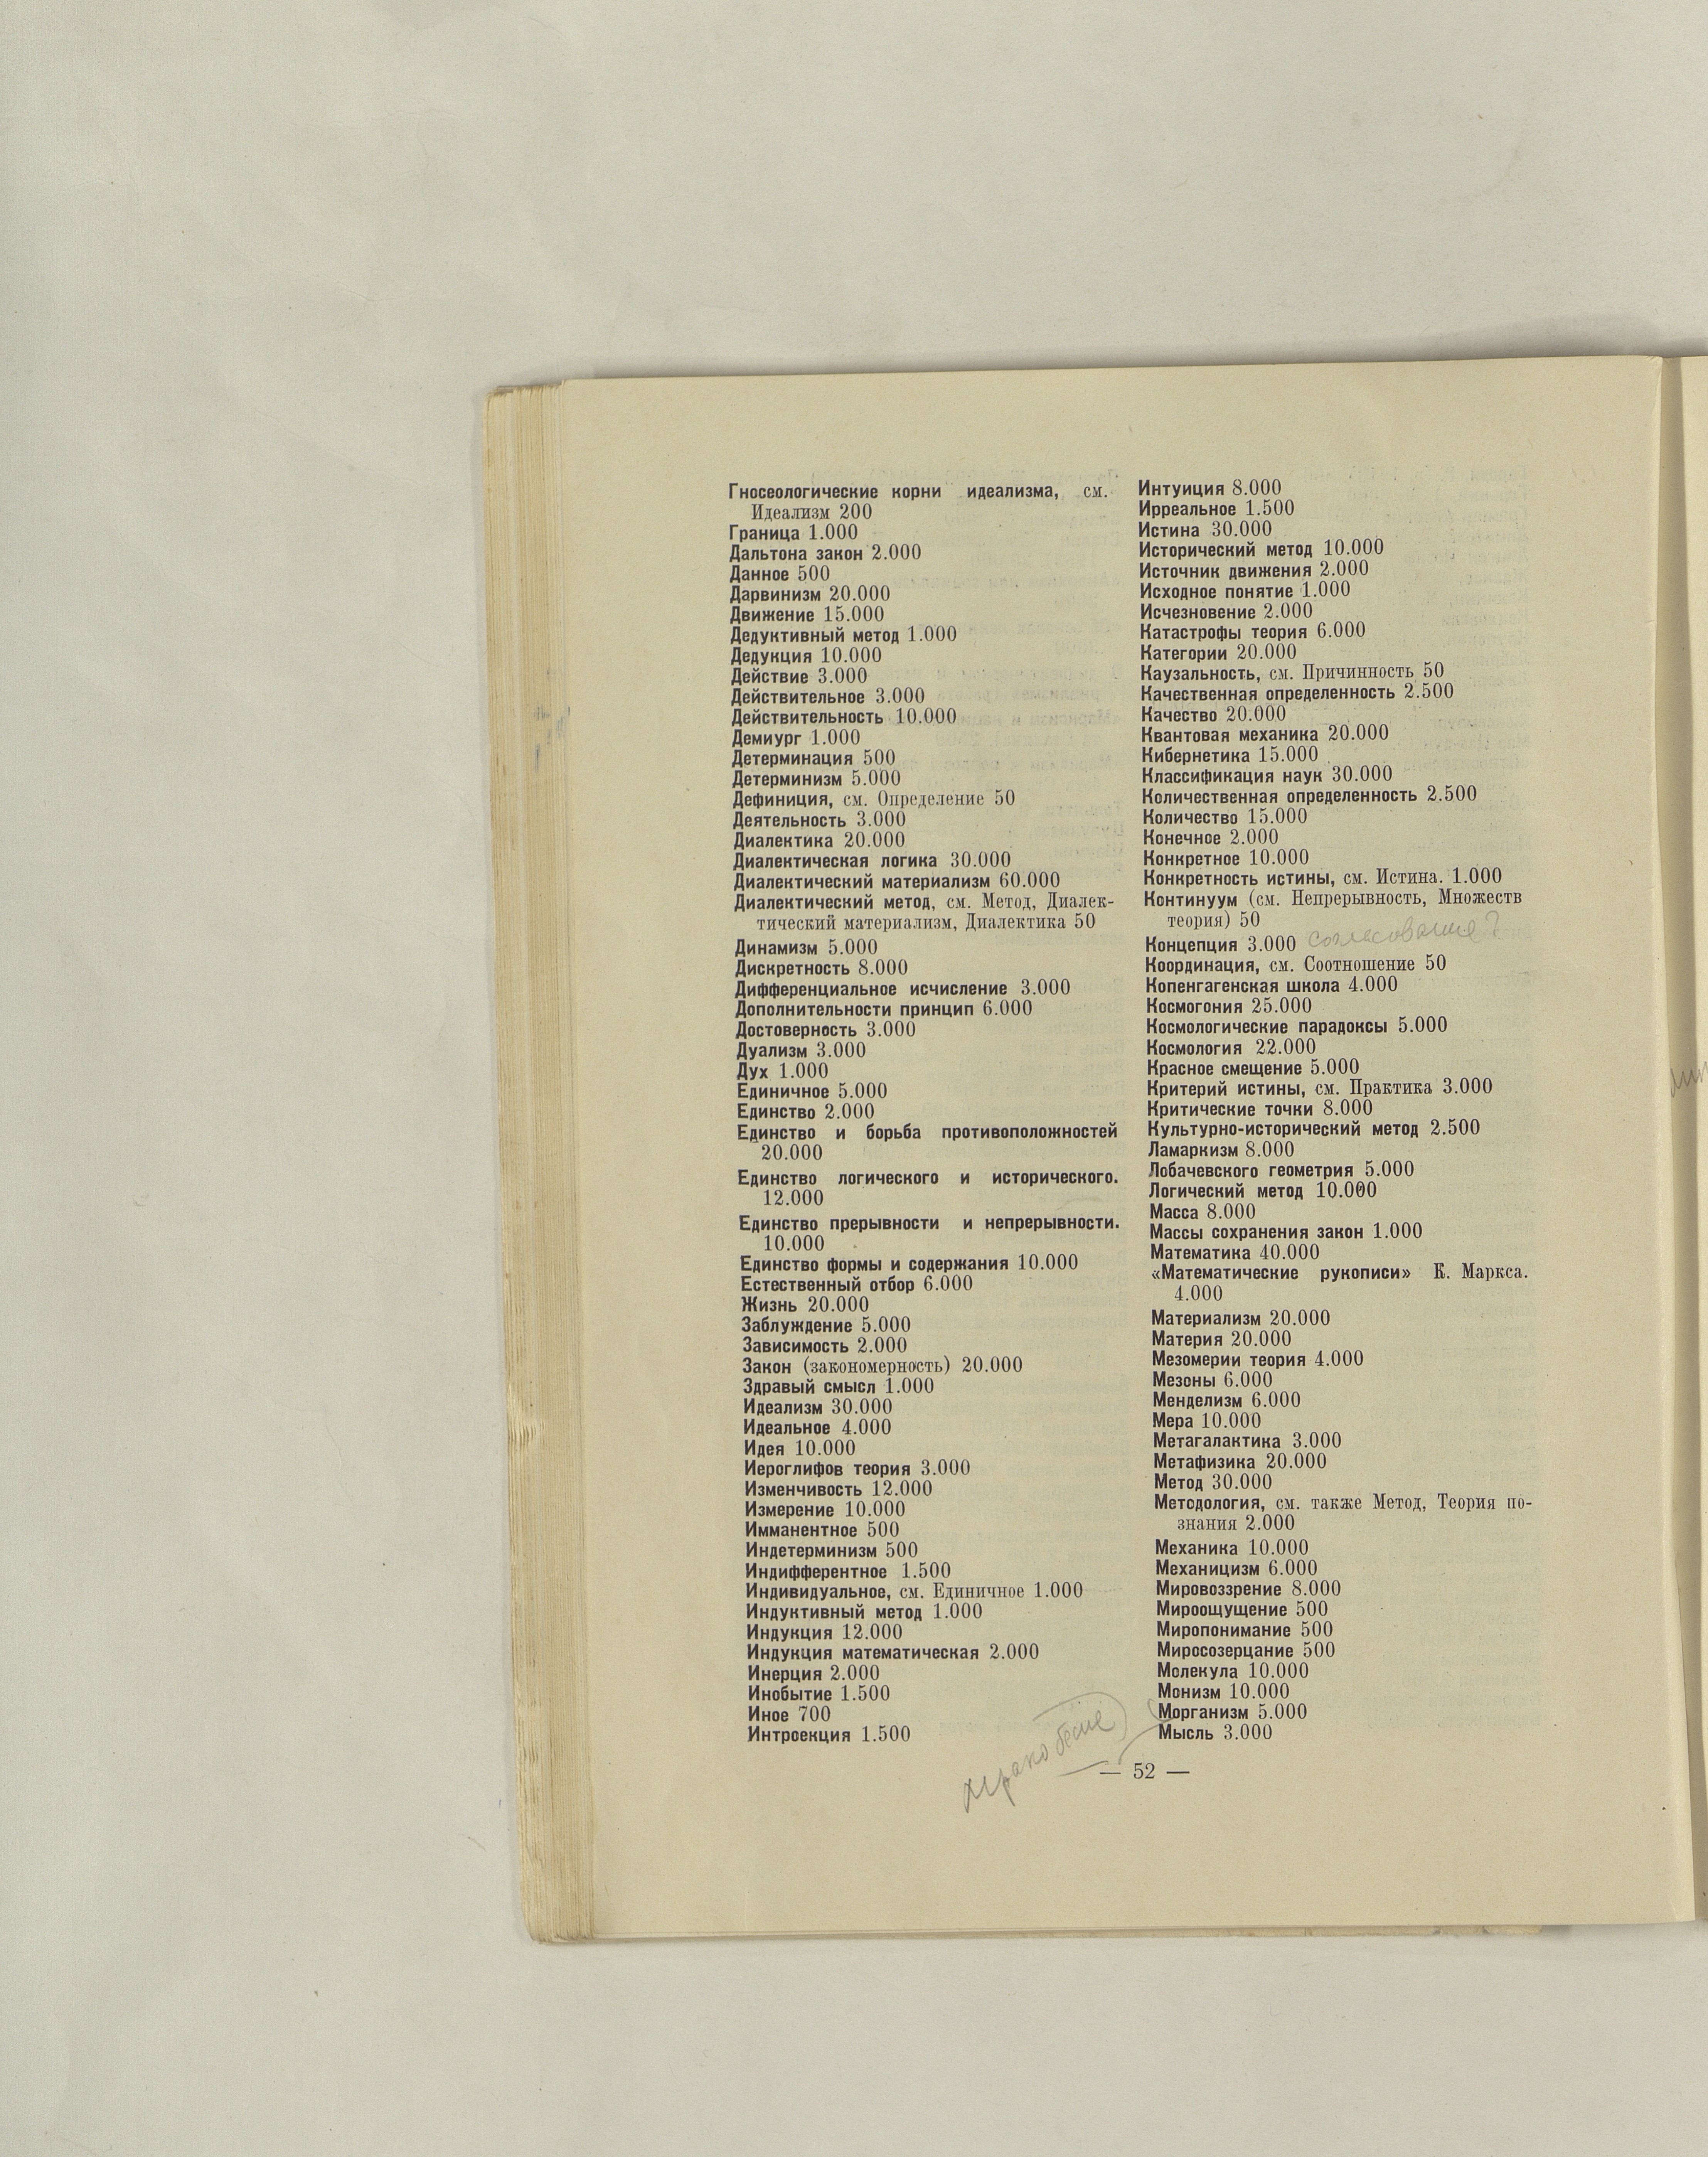 Гносеологические корни идеализма, см.
Идеализм 200
Граница 1.000
Дальтона закон 2.000
Данное 500
Дарвинизм 20.000
Движение 15.000
Дедуктивный метод 1.000
Дедукция 10.000
Действие 3.000
Действительное 3.000
Действительность 10.000
Демиург 1.000
Детерминация 500
Детерминизм 5.000
Дефиниция, см. Определение 50
Деятельность 3.000
Диалектика 20.000
Диалектическая логика 30.000
Диалектический материализм 60.000
Диалектический метод, см. Метод, Диалек-
тический материализм, Диалектика 50
Динамизм 5.000
Дискретность 8.000
Дифференциальное исчисление 3.000
Дополнительности принцип 6.000
Достоверность 3.000
Дуализм 3.000
Дух 1.000
Единичное 5.000
Единство 2.000
Единство и борьба противоположностей
20.000
Единство логического и исторического.
12.000
Единство прерывности и непрерывности.
10.000
Единство формы и содержания 10.000
Естественный отбор 6.000
Жизнь 20.000
Заблуждение 5.000
Зависимость 2.000
Закон (закономерность) 20.000
Здравый смысл 1.000
Идеализм 30.000
Идеальное 4.000
Идея 10.000
Иероглифов теория 3.000
Изменчивость 12.000
Измерение 10.000
Имманентное 500
Индетерминизм 500
Индифферентное 1.500
Индивидуальное, см. Единичное 1.000
Индуктивный метод 1.000
Индукция 12.000
Индукция математическая 2.000
Инерция 2.000
Инобытие 1.500
Иное 700
Интроекция 1.500
Интуиция 8.000
Ирреальное 1.500
Истина 30.000
Исторический метод 10.000
Источник движения 2.000
Исходное понятие 1.000
Исчезновение 2.000
Катастрофы теория 6.000
Категории 20.000
Каузальность, см. Причинность 50
Качественная определенность 2.500
Качество 20.000
Квантовая механика 20.000
Кибернетика 15.000
Классификация наук 30.000
Количественная определенность 2.500
Количество 15.000
Конечное 2.000
Конкретное 10.000
Конкретность истины, см. Истина. 1.000
Континуум (см. Непрерывность, Множеств
теория) 50
Концепция 3.000 согласование?
Координация, см. Соотношение 50
Копенгагенская школа 4.000
Космогония 25.000
Космологические парадоксы 5.000
Космология 22.000
Красное смещение 5.000
Критерий истины, см. Практика 3.000
Критические точки 8.000
Культурно-исторический метод 2.500
Ламаркизм 8.000
Лобачевского геометрия 5.000
Логический метод 10.000
Масса 8.000
Массы сохранения закон 1.000
Математика 40.000
«Математические рукописи» К. Маркса.
4.000
Материализм 20.000
Материя 20.000
Мезомерии теория 4.000
Мезоны 6.000
Менделизм 6.000
Мера 10.000
Метагалактика 3.000
Метафизика 20.000
Метод 30.000
Методология, см. также Метод, Теория по-
знания 2.000
Механика 10.000
Механицизм 6.000
Мировоззрение 8.000
Мироощущение 500
Миропонимание 500
Миросозерцание 500
Молекула 10.000
Монизм 10.000
Морганизм 5.000
Мысль 3.000
мракобесие
— 52 —